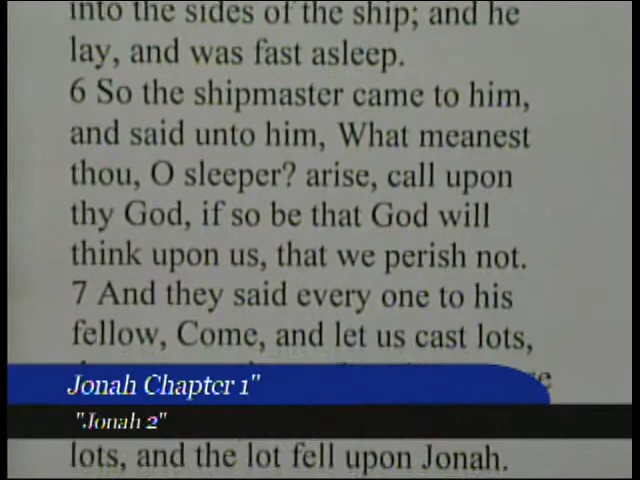 into the sides of the ship; and he
lay, and was fast asleep.
6 So the shipmaster came to him,
and said unto him, What meanest
thou, O sleeper? arise, call upon
thy God, if so be that God will
think upon us, that we perish not.
7 And they said every one to his
fellow, Come, and let us cast lots,
Jonah Chapter 1"
"Jonah 2"
lots, and the lot fell upon Jonah.